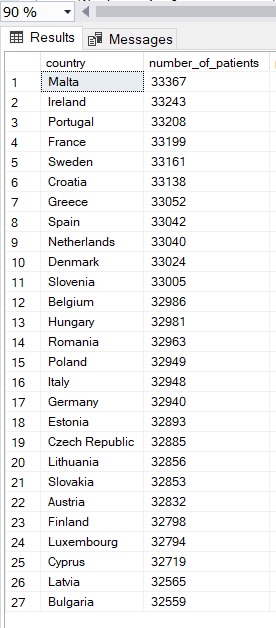 90 %
Results Messages
country number_of_patients
1 Malta 33367
2 Ireland 33243
3 Portugal 33208
4 France 33199
5 Sweden 33161
6 Croatia 33138
7 Greece 33052
8 Spain 33042
9 Netherlands 33040
10 Denmark 33024
11 Slovenia 33005
12 Belgium 32986
13 Hungary 32981
14 Romania 32963
15 Poland 32949
16 Italy 32948
17 Germany 32940
18 Estonia 32893
19 Czech Republic 32885
20 Lithuania 32856
21 Slovakia 32853
22 Austria 32832
23 Finland 32798
24 Luxembourg 32794
25 Cyprus 32719
26 Latvia 32565
27 Bulgaria 32559